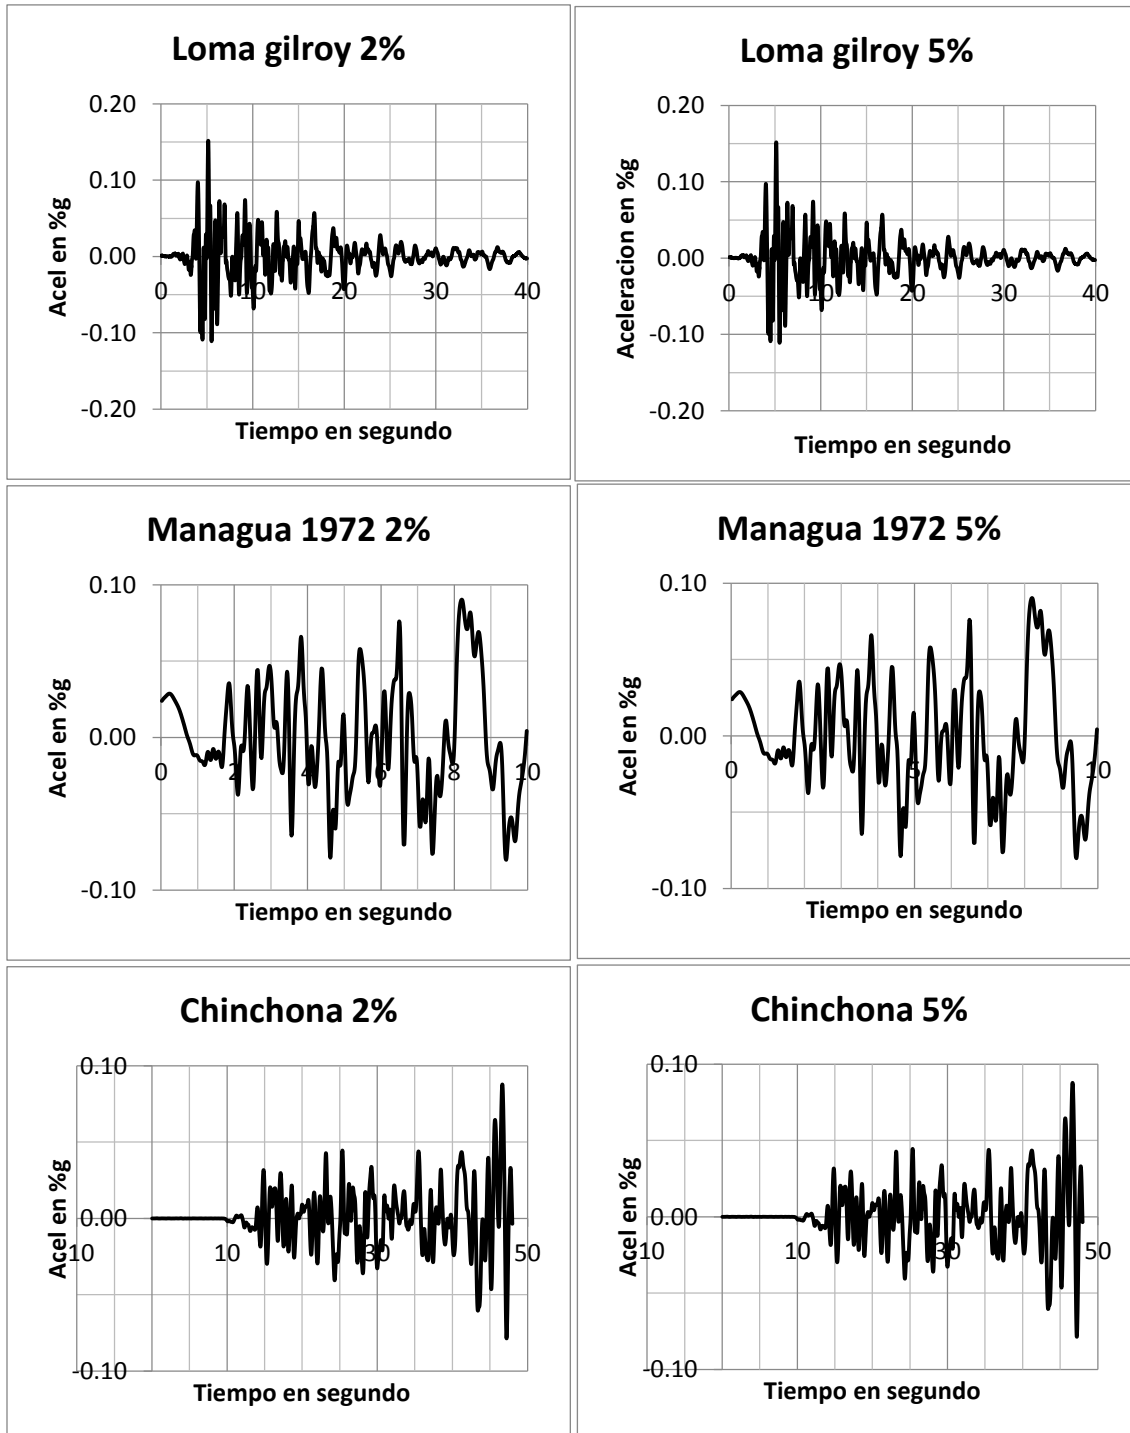 Loma gilroy 2%
0.20
0.10
0.00
-0.10
-0.20
0 10 20 30 40
Acel en %g
Tiempo en segundo
Loma gilroy 5%
0.20
0.10
0.00
-0.10
-0.20
0 10 20 30 40
Aceleracion en %g
Tiempo en segundo
Managua 1972 2%
0.10
0.00
-0.10
0 2 4 6 8 10
Acel en %g
Tiempo en segundo
Managua 1972 5%
0.10
0.00
-0.10
0 5 10
Acel en %g
Tiempo en segundo
Chinchona 2%
0.10
0.00
-0.10
-10 10 30 50
Acel en %g
Tiempo en segundo
Chinchona 5%
0.10
0.00
-0.10
-10 10 30 50
Acel en %g
Tiempo en segundo